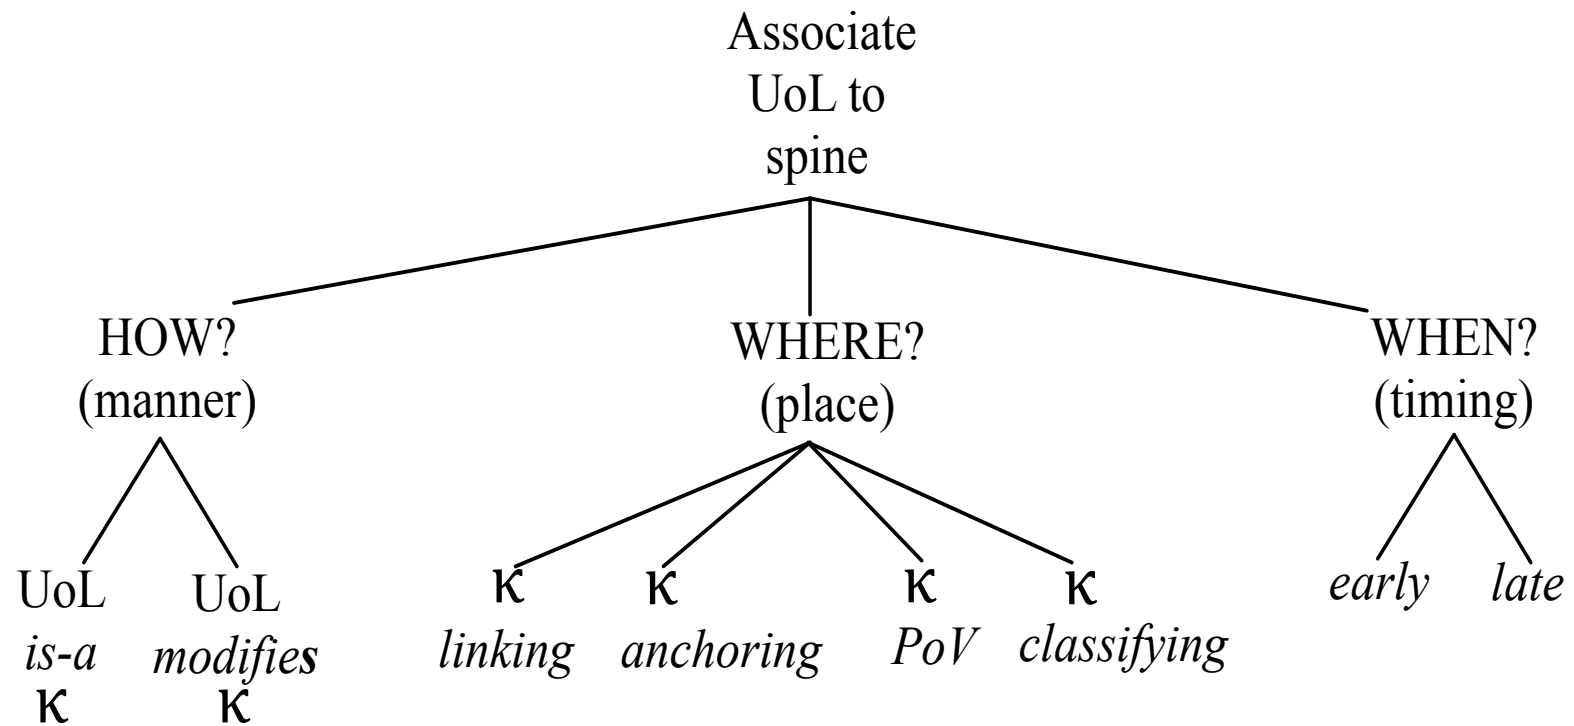 Associate
UoL to
spine
HOW?
(manner)
WHERE?
(place)
WHEN?
(timing)
UoL
is-a
κ
UoL
modifies
κ
κ
linking
κ
anchoring
κ
PoV
κ
classifying
early
late